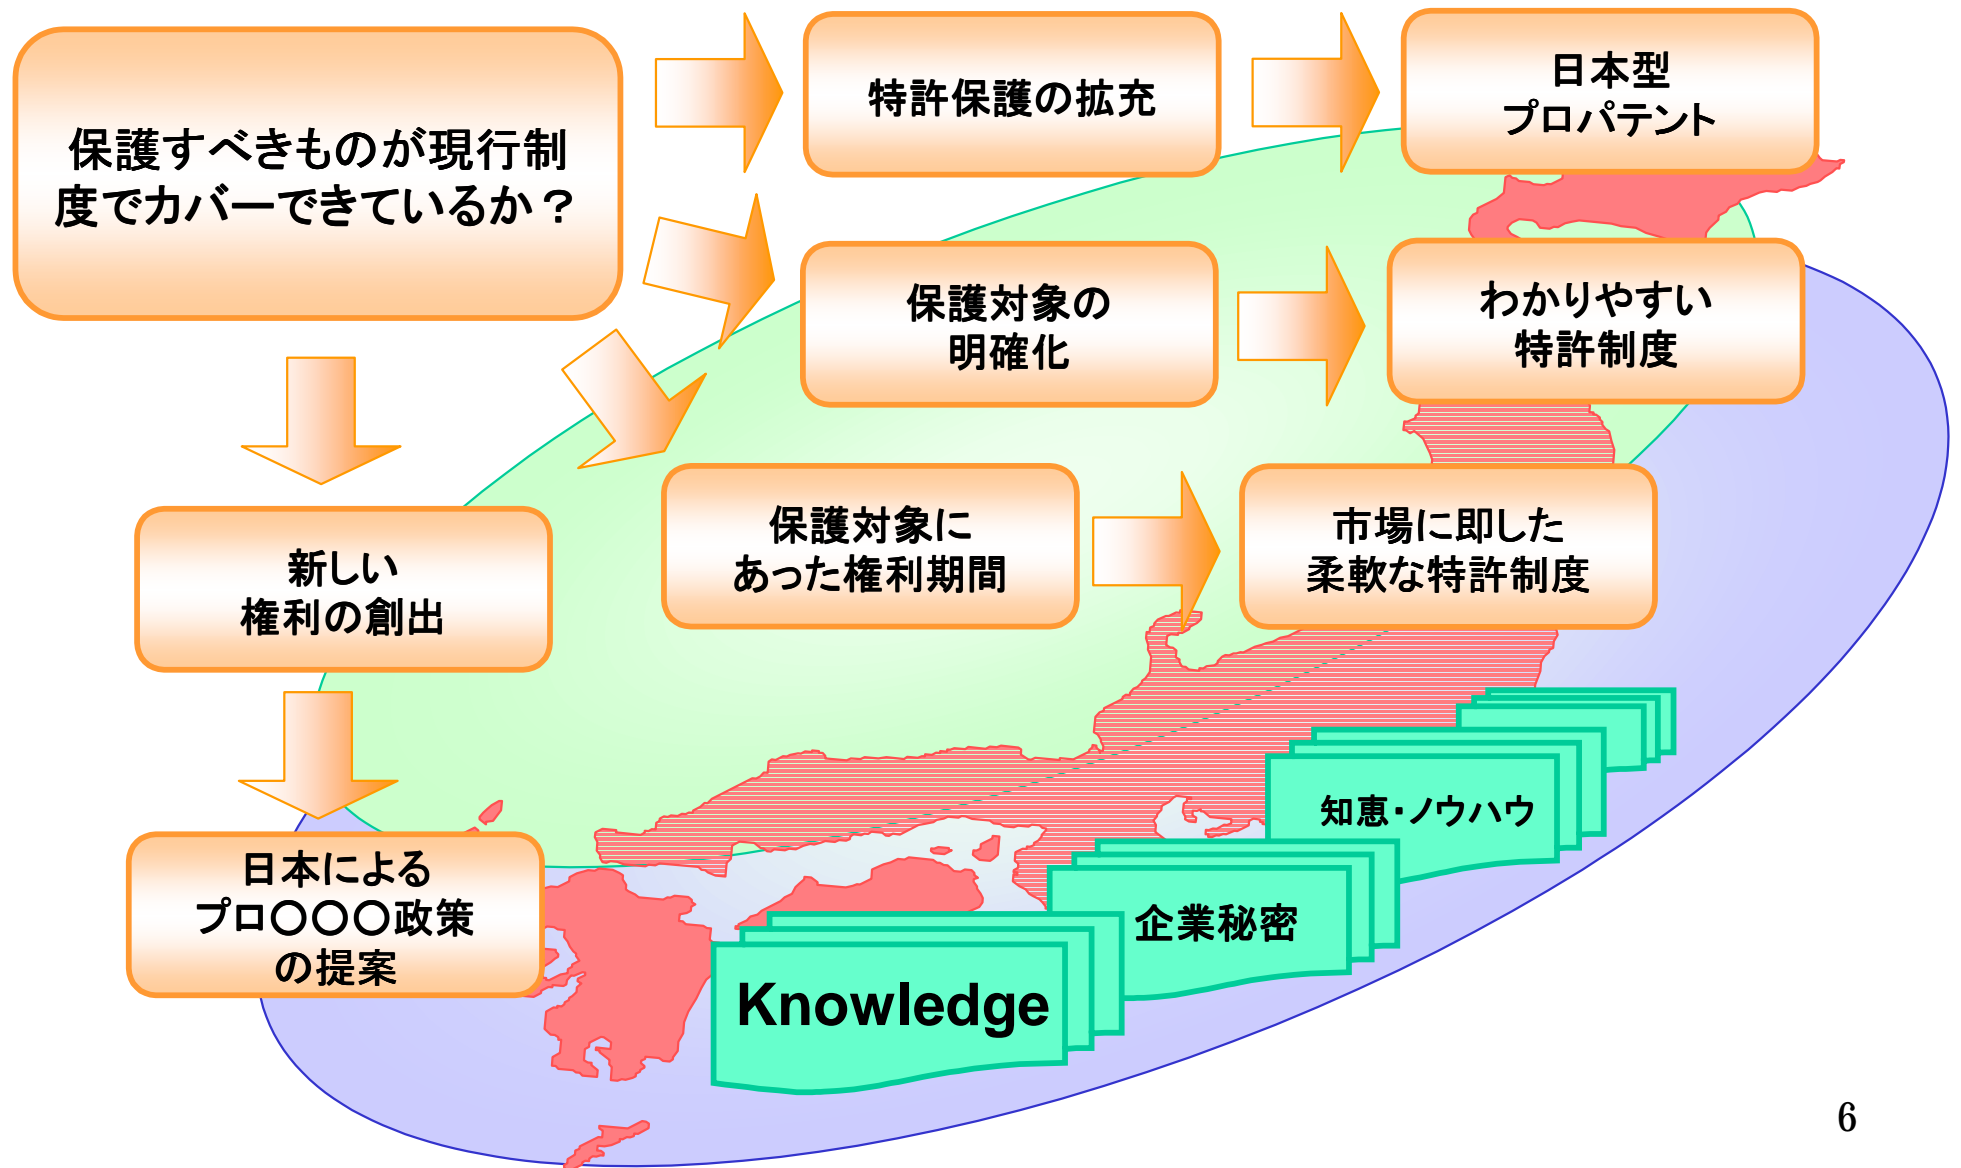 保護すべきものが現行制
度でカバーできているか？
特許保護の拡充
日本型
プロパテント
保護対象の
明確化
わかりやすい
特許制度
保護対象に
あった権利期間
市場に即した
柔軟な特許制度
新しい
権利の創出
日本による
プロ〇〇〇政策
の提案
知恵・ノウハウ
企業秘密
Knowledge
6